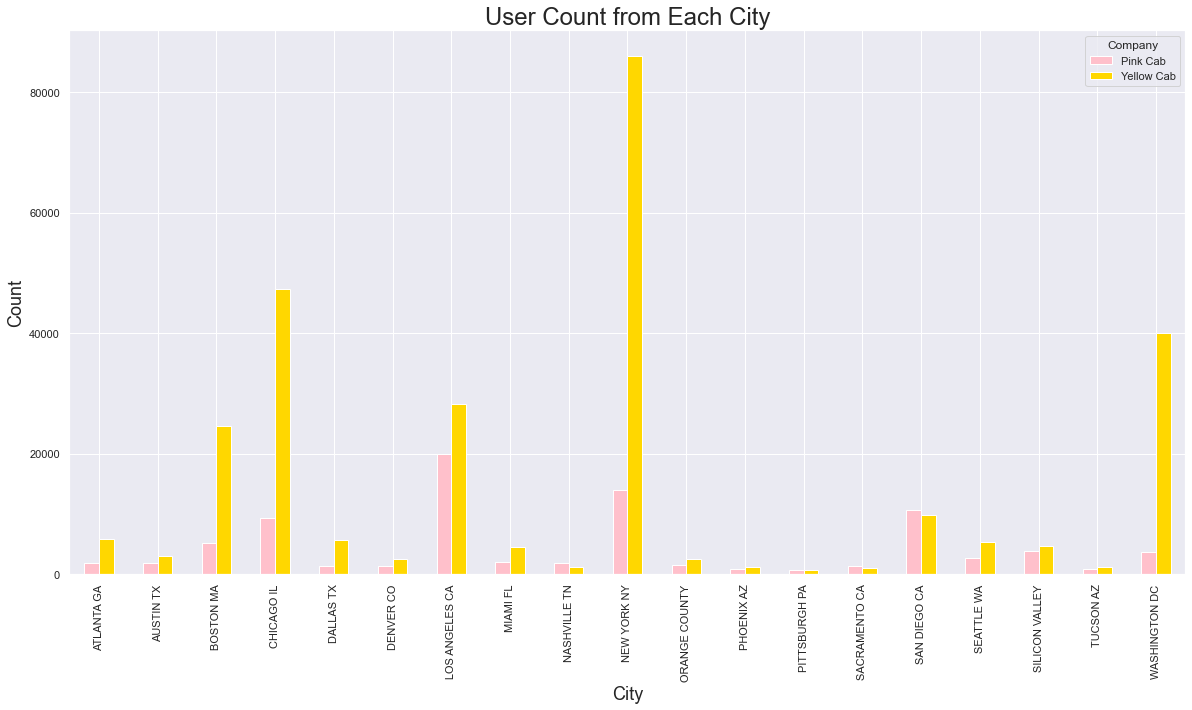 User Count from Each City
Company
Pink Cab
Yellow Cab
Count
80000
60000
40000
20000
0
ATLANTA GA
AUSTIN TX
BOSTON MA
CHICAGO IL
DALLAS TX
DENVER CO
LOS ANGELES CA
MIAMI FL
NASHVILLE TN
NEW YORK NY
ORANGE COUNTY
PHOENIX AZ
PITTSBURGH PA
SACRAMENTO CA
SAN DIEGO CA
SEATTLE WA
SILICON VALLEY
TUCSON AZ
WASHINGTON DC
City